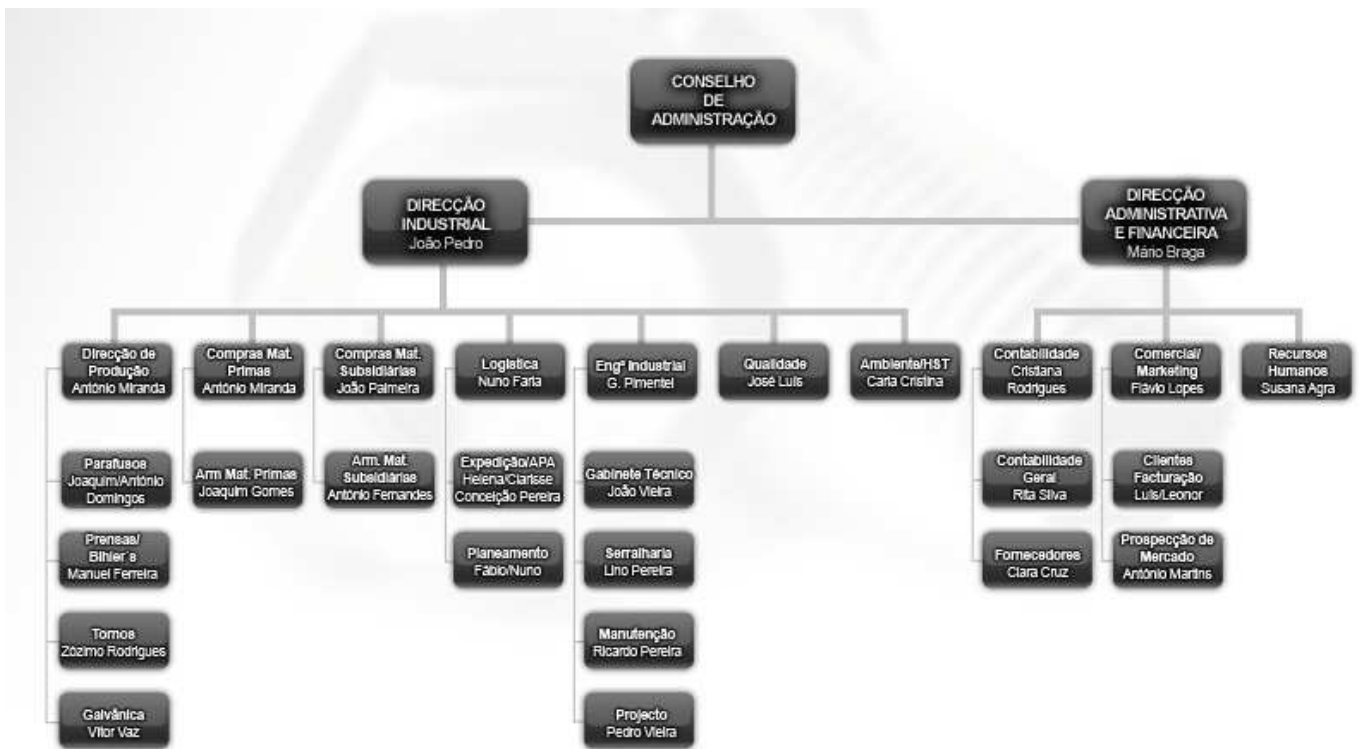 CONSELHO
DE
ADMINISTRAÇÃO
DIRECÇÃO
INDUSTRIAL
João Pedro
DIRECÇÃO
ADMINISTRATIVA
E FINANCEIRA
Mário Braga
Direcção de
Produção
António Miranda
Compras Mat.
Primas
António Miranda
Compras Mat.
Subsidiárias
João Palmeira
Logística
Nuno Faria
Engª Industrial
G. Pimentel
Qualidade
José Luís
Ambiente/HST
Carla Cristina
Contabilidade
Cristiana
Rodrigues
Comercial/
Marketing
Flávio Lopes
Recursos
Humanos
Susana Agra
Parafusos
Joaquim/António
Domingos
Arm Mat. Primas
Joaquim Gomes
Arm. Mat.
Subsidiárias
António Fernandes
Expedição/APA
Helena/Clarisse
Conceição Pereira
Gabinete Técnico
João Vieira
Contabilidade
Geral
Rita Silva
Clientes
Facturação
Luís/Leonor
Prensas/
Bihler´s
Manuel Ferreira
Planeamento
Fábio/Nuno
Serralharia
Lino Pereira
Fornecedores
Clara Cruz
Prospecção de
Mercado
António Martins
Tornos
Zózimo Rodrigues
Manutenção
Ricardo Pereira
Galvânica
Vitor Vaz
Projecto
Pedro Vieira